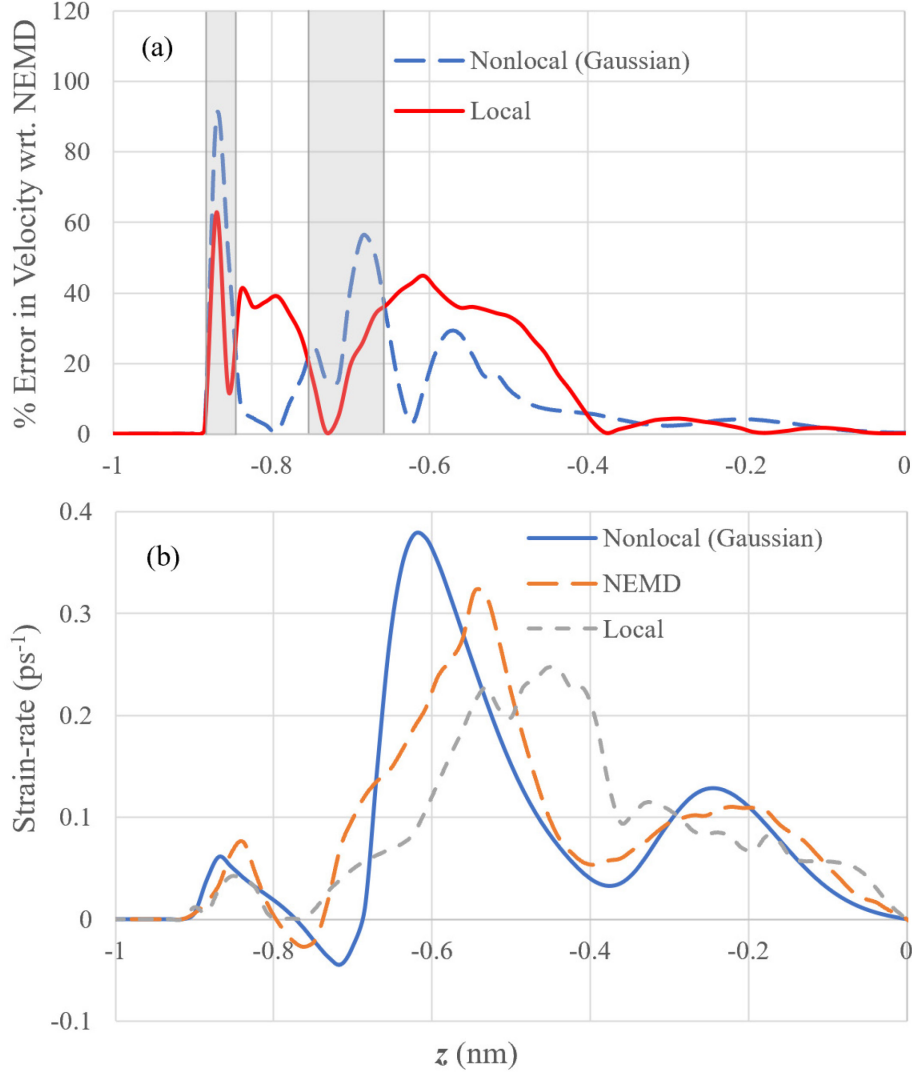 120
(a)
Nonlocal (Gaussian)
100
Local
80
60
40
20
0
-1
-0.8
-0.6
-0.4
-0.2
0
% Error in Velocity wrt. NEMD
0.4
(b)
Nonlocal (Gaussian)
NEMD
Local
0.3
0.2
0.1
0
-0.1
-1
-0.8
-0.6
-0.4
-0.2
0
Strain-rate (ps⁻¹)
z (nm)